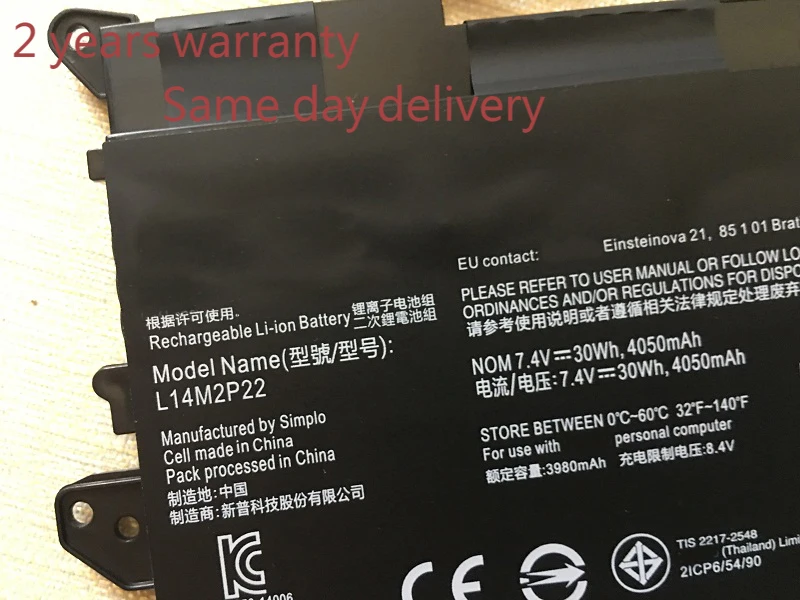 2 years warranty
Same day delivery
EU contact:
Einsteinova 21, 85 1 01 Brat
PLEASE REFER TO USER MANUAL OR FOLLOW LO
ORDINANCES AND/OR REGULATIONS FOR DISPO
请参考使用说明或者遵循相关法律规定处理废弃
根据许可使用。
Rechargeable Li-ion Battery 锂离子电池组
二次鋰電池組
Model Name(型號/型号):
L14M2P22
NOM 7.4V⎓30Wh, 4050mAh
电流/电压:7.4V⎓30Wh, 4050mAh
STORE BETWEEN 0℃~60℃ 32℉~140℉
For use with personal computer
额定容量:3980mAh 充电限制电压:8.4V
Manufactured by Simplo
Cell made in China
Pack processed in China
制造地:中国
制造商:新普科技股份有限公司
TIS 2217-2548
(Thailand) Limi
2ICP6/54/90
CE